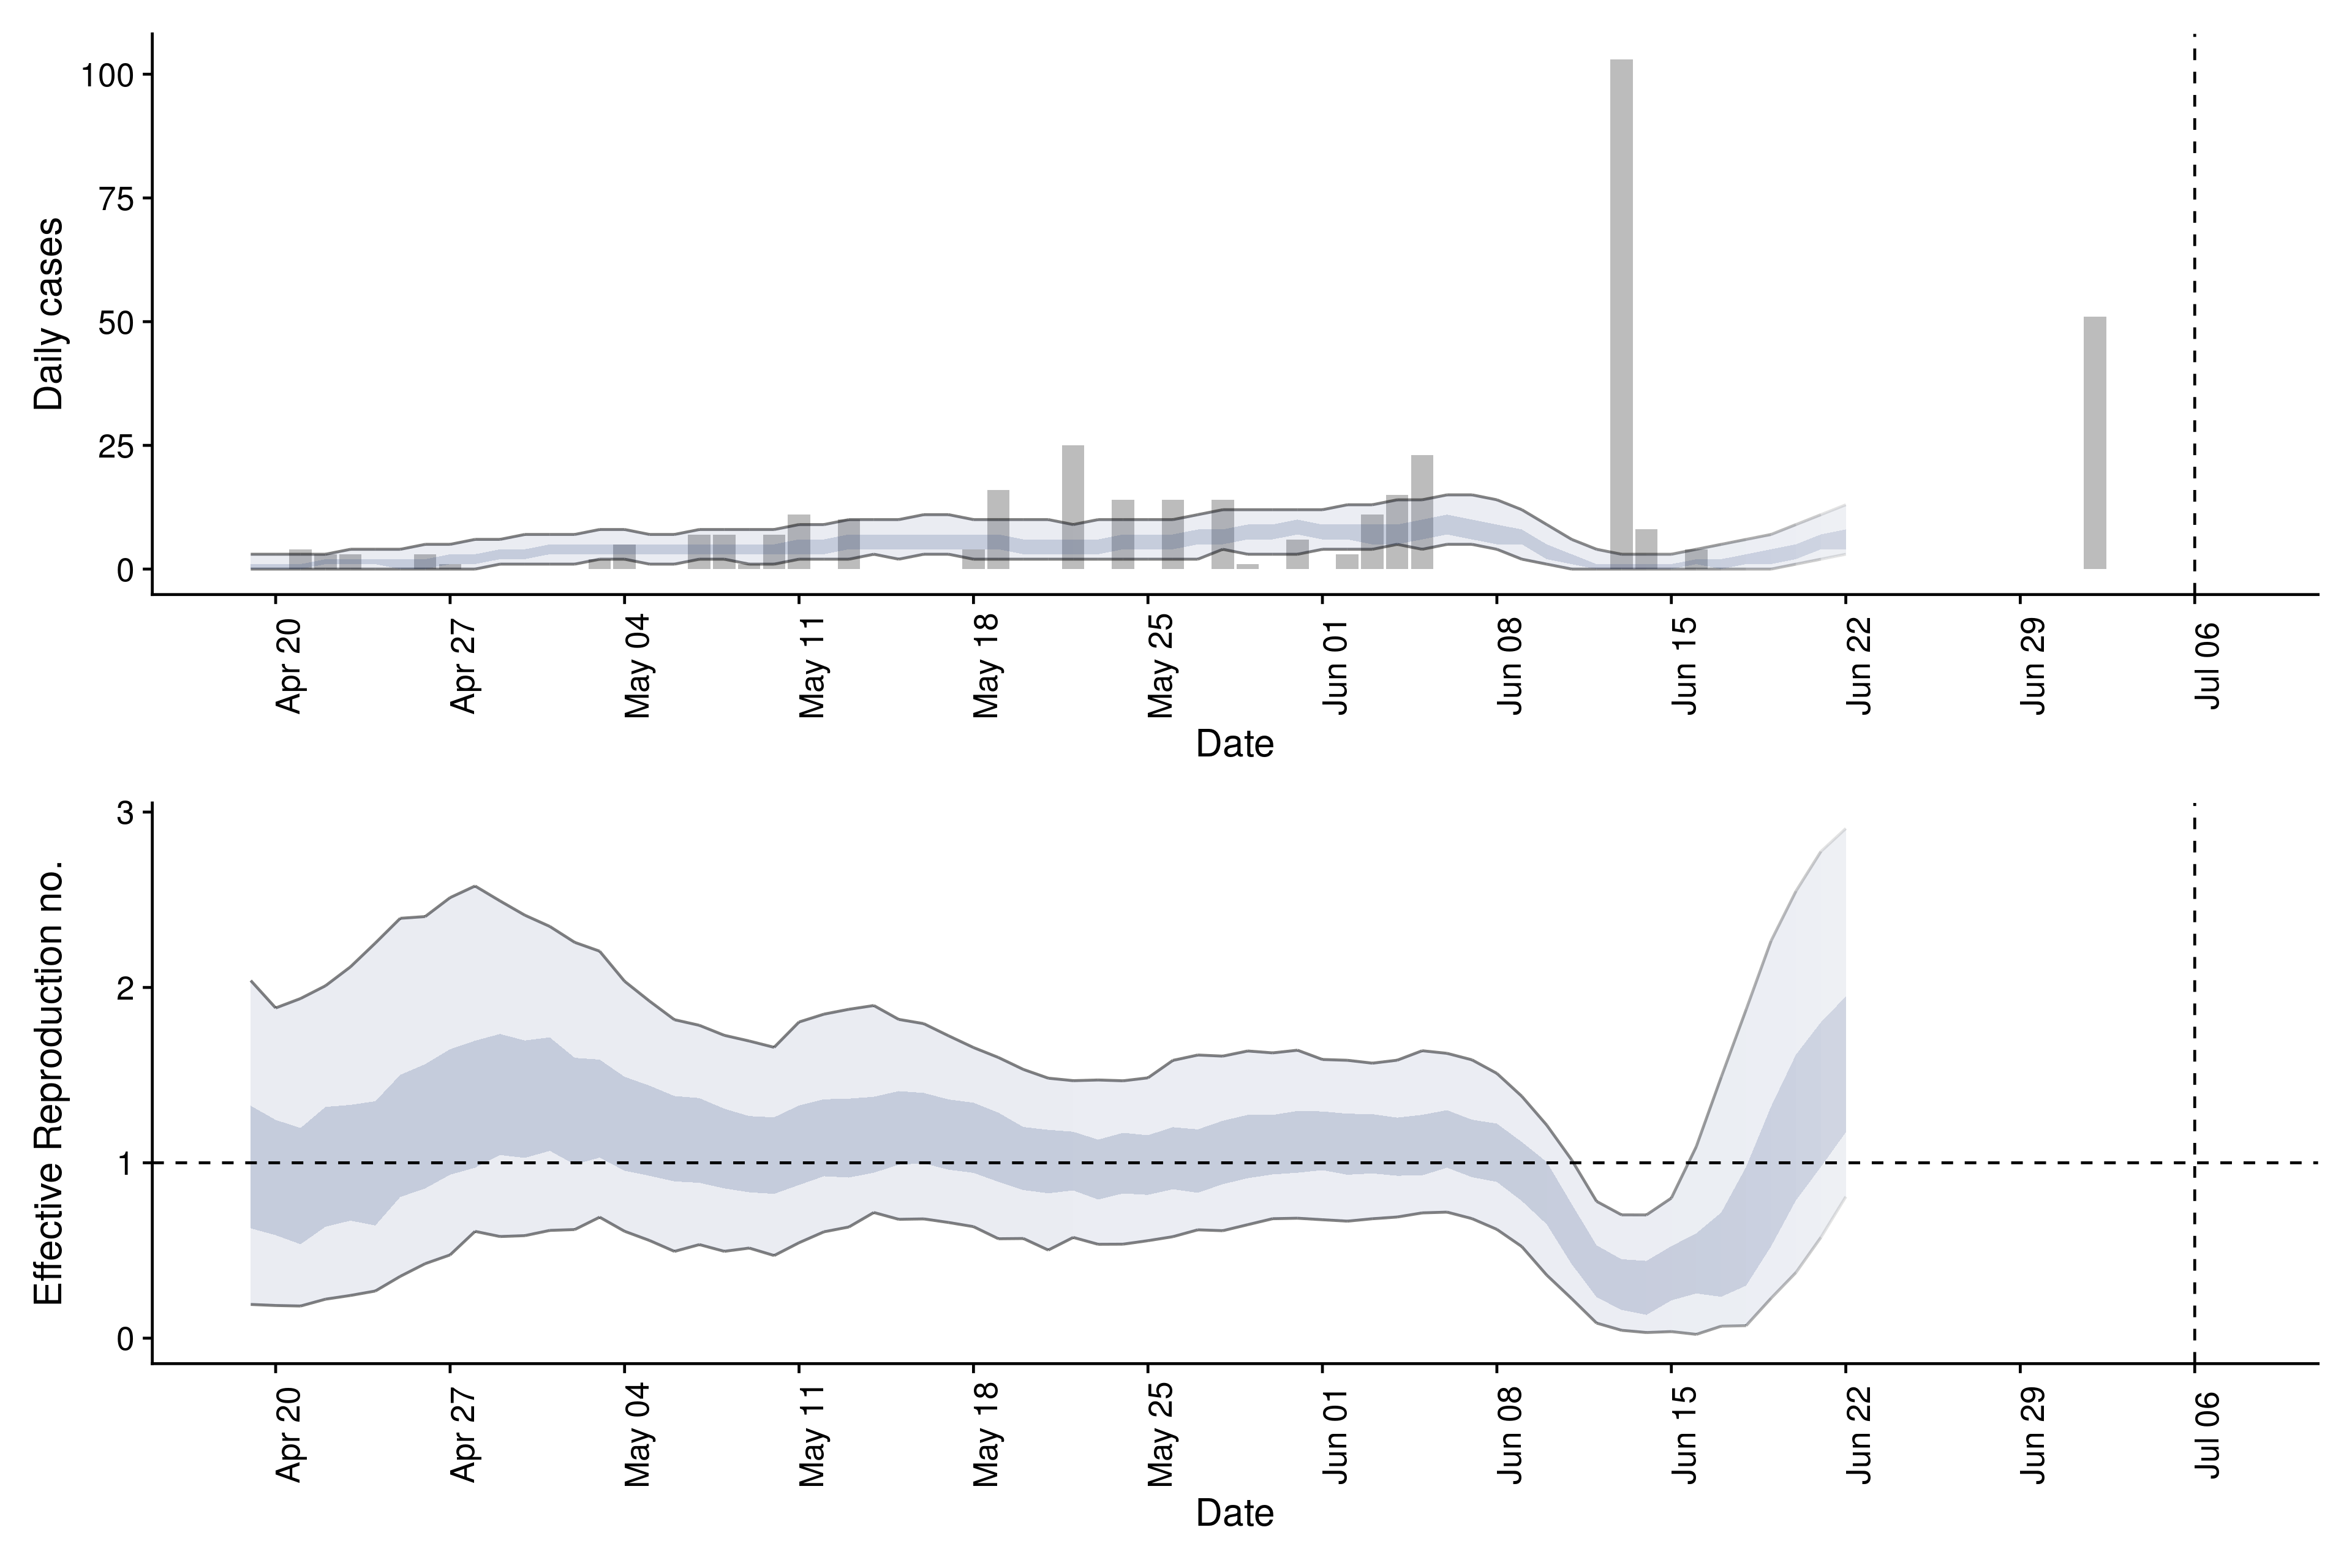 Daily cases
100
75
50
25
0
Apr 20
Apr 27
May 04
May 11
May 18
May 25
Jun 01
Jun 08
Jun 15
Jun 22
Jun 29
Jul 06
Date
Effective Reproduction no.
3
2
1
0
Apr 20
Apr 27
May 04
May 11
May 18
May 25
Jun 01
Jun 08
Jun 15
Jun 22
Jun 29
Jul 06
Date